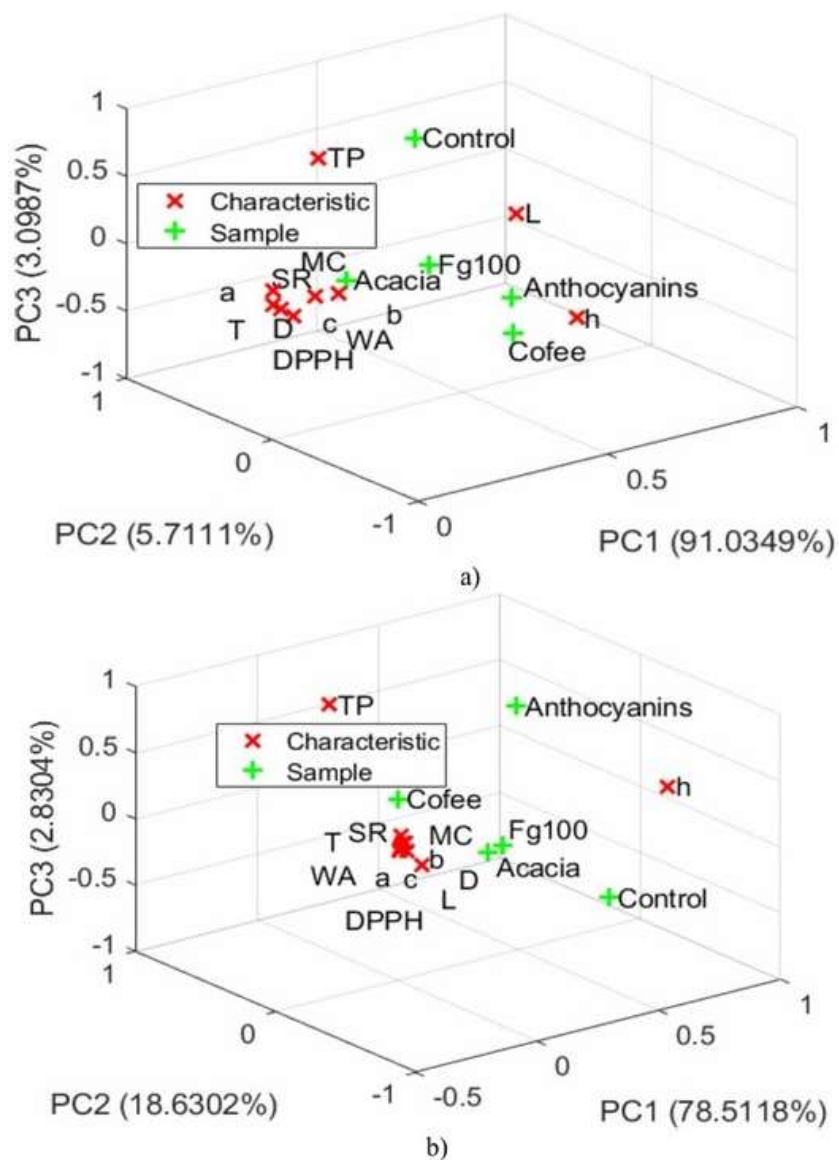 1
0.5
0
-0.5
-1
PC3 (3.0987%)
TP
Control
Characteristic
Sample
L
MC
SR
Acacia
Fg100
a
Anthocyanins
b
h
c
T
D
WA
Cofee
DPPH
1
0
-1
PC2 (5.7111%)
0
0.5
1
PC1 (91.0349%)
a)
1
0.5
0
-0.5
-1
PC3 (2.8304%)
TP
Anthocyanins
Characteristic
Sample
h
Cofee
T
SR
MC
Fg100
b
Acacia
WA
a
c
D
L
Control
DPPH
1
0
-1
PC2 (18.6302%)
-0.5
0
0.5
1
PC1 (78.5118%)
b)